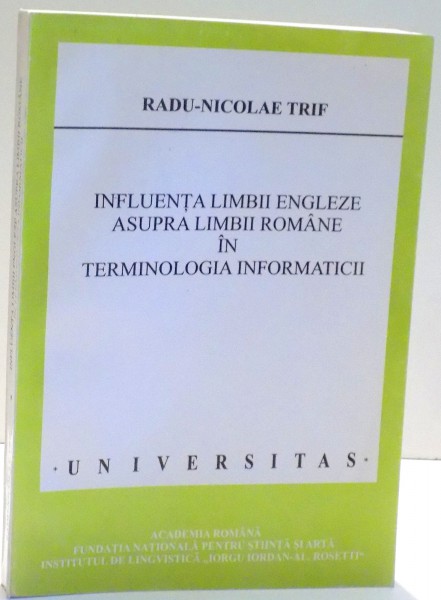 RADU-NICOLAE TRIF
INFLUENȚA LIMBII ENGLEZE
ASUPRA LIMBII ROMÂNE
ÎN
TERMINOLOGIA INFORMATICII
· U N I V E R S I T A S ·
ACADEMIA ROMÂNĂ
FUNDAȚIA NAȚIONALĂ PENTRU ȘTIINȚĂ ȘI ARTĂ
INSTITUTUL DE LINGVISTICĂ „IORGU IORDAN-AL. ROSETTI”